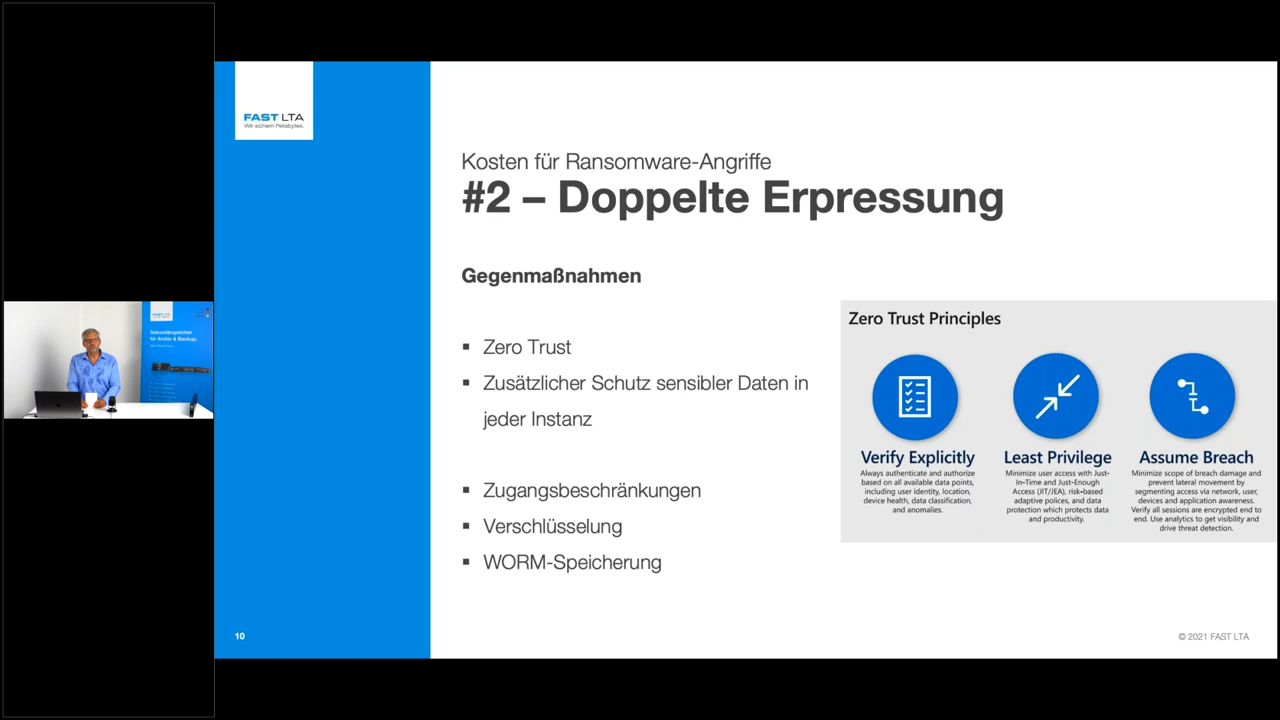 FAST LTA
Wir sichern Petabytes.
Kosten für Ransomware-Angriffe
#2 – Doppelte Erpressung
Gegenmaßnahmen
▪ Zero Trust
▪ Zusätzlicher Schutz sensibler Daten in
jeder Instanz
▪ Zugangsbeschränkungen
▪ Verschlüsselung
▪ WORM-Speicherung
Zero Trust Principles
Verify Explicitly
Always authenticate and authorize
based on all available data points,
including user identity, location,
device health, data classification,
and anomalies.
Least Privilege
Minimize user access with Just-
In-Time and Just-Enough
Access (JIT/JEA), risk-based
adaptive polices, and data
protection which protects data
and productivity.
Assume Breach
Minimize scope of breach damage and
prevent lateral movement by
segmenting access via network, user,
devices and application awareness.
Verify all sessions are encrypted end to
end. Use analytics to get visibility and
drive threat detection.
FAST LTA
Sekundärspeicher
für Archiv & Backup.
10
© 2021 FAST LTA